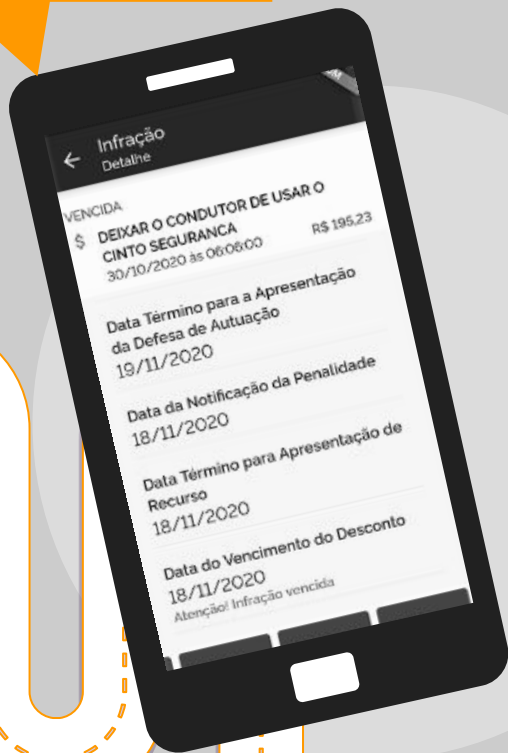 Infração
Detalhe
VENCIDA
$ DEIXAR O CONDUTOR DE USAR O
CINTO SEGURANCA
30/10/2020 às 06:06:00 R$ 195,23
Data Término para a Apresentação
da Defesa de Autuação
19/11/2020
Data da Notificação da Penalidade
18/11/2020
Data Término para Apresentação de
Recurso
18/11/2020
Data do Vencimento do Desconto
18/11/2020
Atenção! Infração vencida